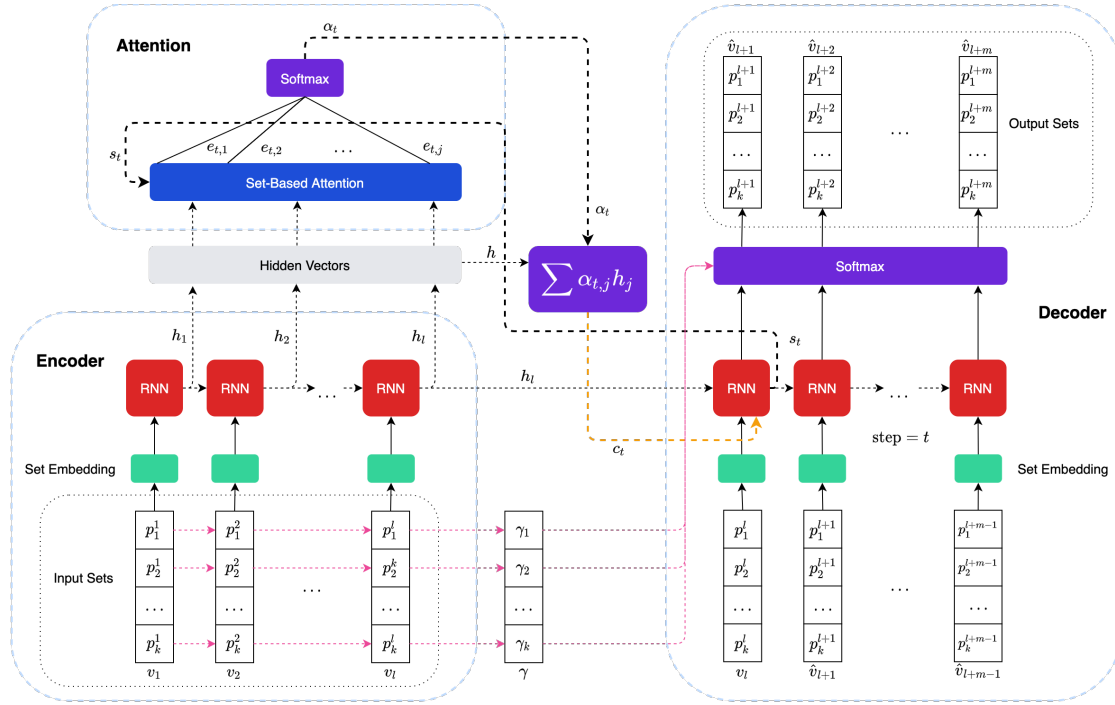 Attention
α_t
Softmax
s_t
e_{t,1}
e_{t,2}
...
e_{t,j}
Set-Based Attention
α_t
Hidden Vectors
h
∑ α_{t,j} h_j
h_1
h_2
h_l
Encoder
RNN
RNN
...
RNN
h_l
c_t
Set Embedding
Input Sets
p_1^1
p_1^2
p_1^l
γ_1
p_2^1
p_2^2
p_2^k
γ_2
...
...
...
...
...
p_k^1
p_k^2
p_k^l
γ_k
v_1
v_2
v_l
γ
v̂_{l+1}
v̂_{l+2}
v̂_{l+m}
p_1^{l+1}
p_1^{l+2}
p_1^{l+m}
p_2^{l+1}
p_2^{l+2}
p_2^{l+m}
Output Sets
...
...
...
...
p_k^{l+1}
p_k^{l+2}
p_k^{l+m}
Softmax
Decoder
s_t
RNN
RNN
...
RNN
step = t
Set Embedding
p_1^l
p_1^{l+1}
p_1^{l+m−1}
p_2^l
p_2^{l+1}
p_2^{l+m−1}
...
...
...
...
p_k^l
p_k^{l+1}
p_k^{l+m−1}
v_l
v̂_{l+1}
v̂_{l+m−1}